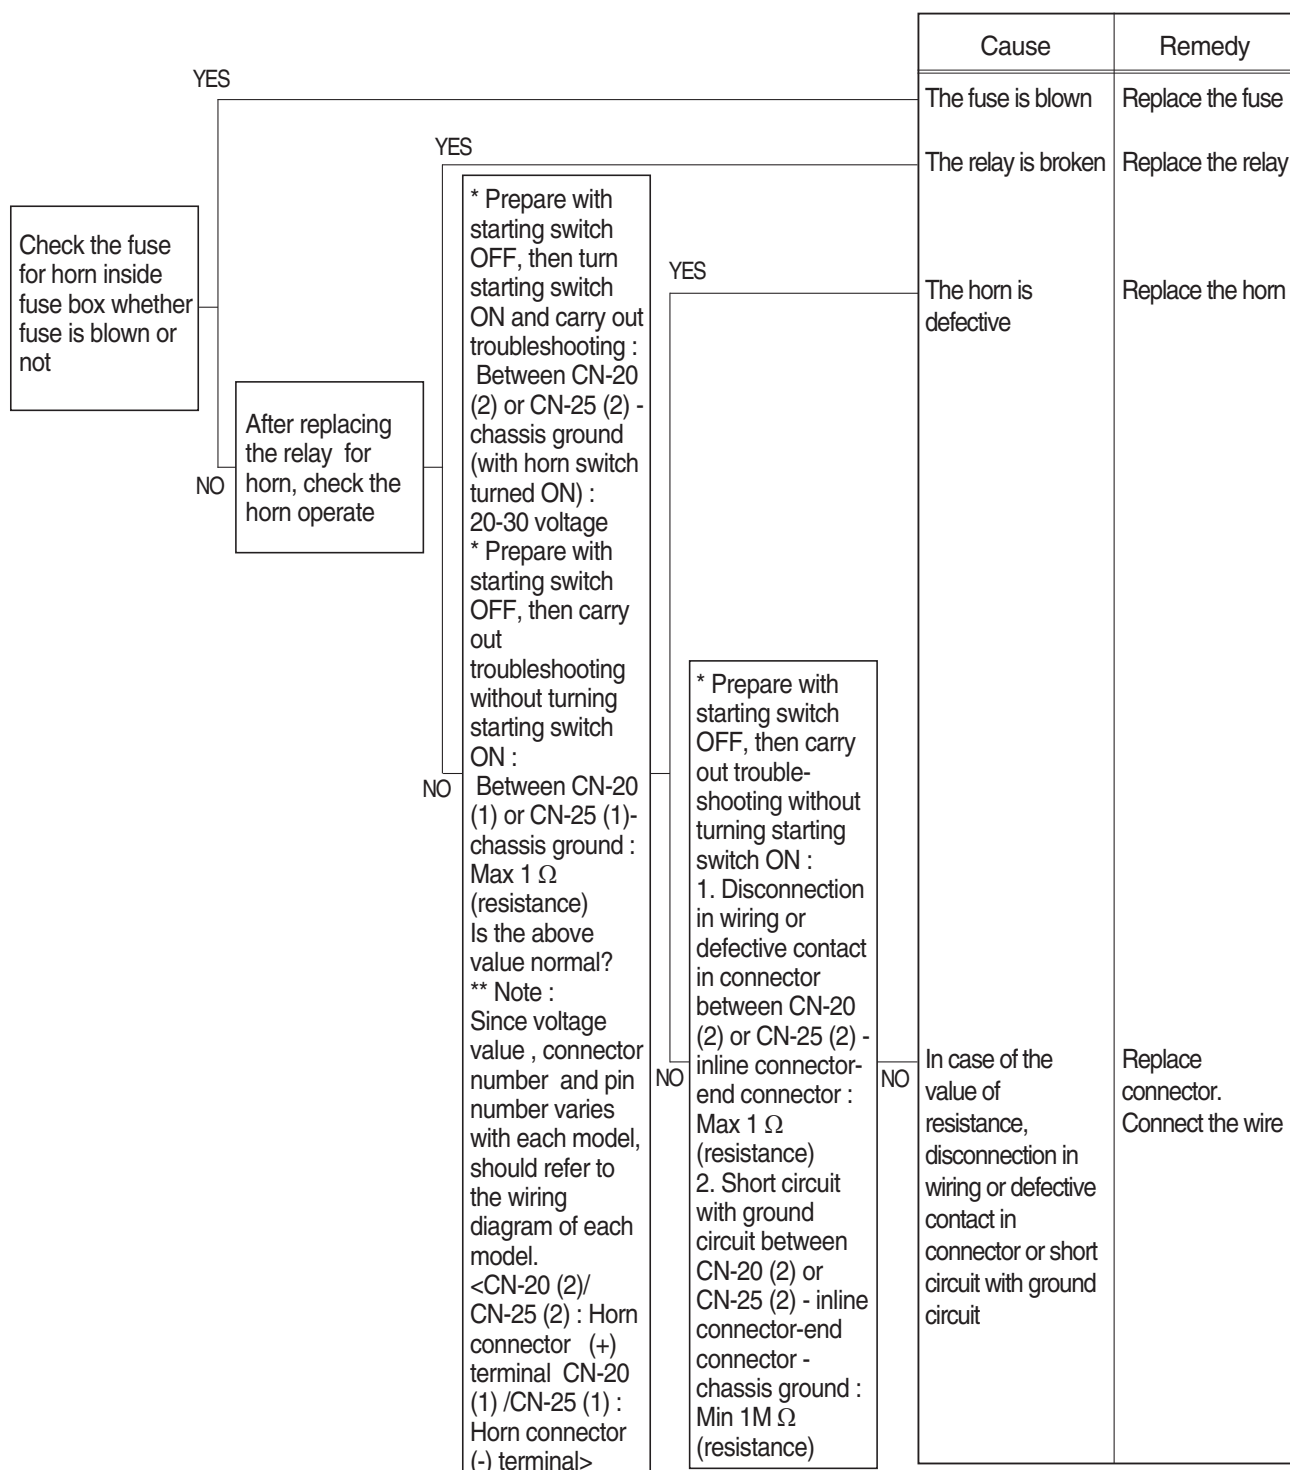 Cause
Remedy
YES
The fuse is blown
Replace the fuse
YES
The relay is broken
Replace the relay
Check the fuse
for horn inside
fuse box whether
fuse is blown or
not
NO
After replacing
the relay for
horn, check the
horn operate
NO
* Prepare with
starting switch
OFF, then turn
starting switch
ON and carry out
troubleshooting :
Between CN-20
(2) or CN-25 (2) -
chassis ground
(with horn switch
turned ON) :
20-30 voltage
* Prepare with
starting switch
OFF, then carry
out
troubleshooting
without turning
starting switch
ON :
Between CN-20
(1) or CN-25 (1)-
chassis ground :
Max 1 Ω
(resistance)
Is the above
value normal?
** Note :
Since voltage
value , connector
number and pin
number varies
with each model,
should refer to
the wiring
diagram of each
model.
<CN-20 (2)/
CN-25 (2) : Horn
connector (+)
terminal CN-20
(1) /CN-25 (1) :
Horn connector
(-) terminal>
YES
The horn is
defective
Replace the horn
NO
* Prepare with
starting switch
OFF, then carry
out trouble-
shooting without
turning starting
switch ON :
1. Disconnection
in wiring or
defective contact
in connector
between CN-20
(2) or CN-25 (2) -
inline connector-
end connector :
Max 1 Ω
(resistance)
2. Short circuit
with ground
circuit between
CN-20 (2) or
CN-25 (2) - inline
connector-end
connector -
chassis ground :
Min 1M Ω
(resistance)
NO
In case of the
value of
resistance,
disconnection in
wiring or defective
contact in
connector or short
circuit with ground
circuit
Replace
connector.
Connect the wire